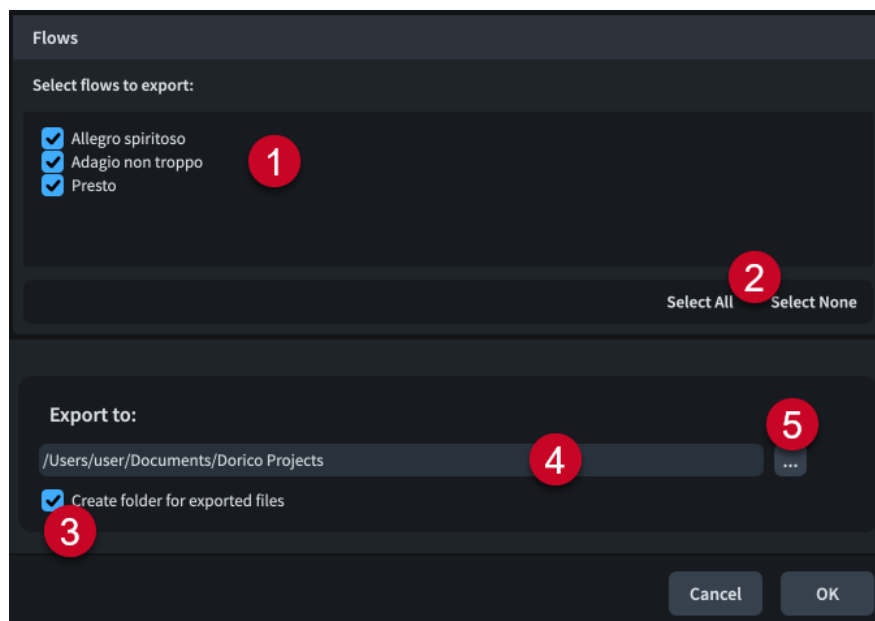 Flows
Select flows to export:
Allegro spiritoso
Adagio non troppo
Presto
1
2
Select All Select None
Export to:
5
/Users/user/Documents/Dorico Projects
4
...
Create folder for exported files
3
Cancel OK